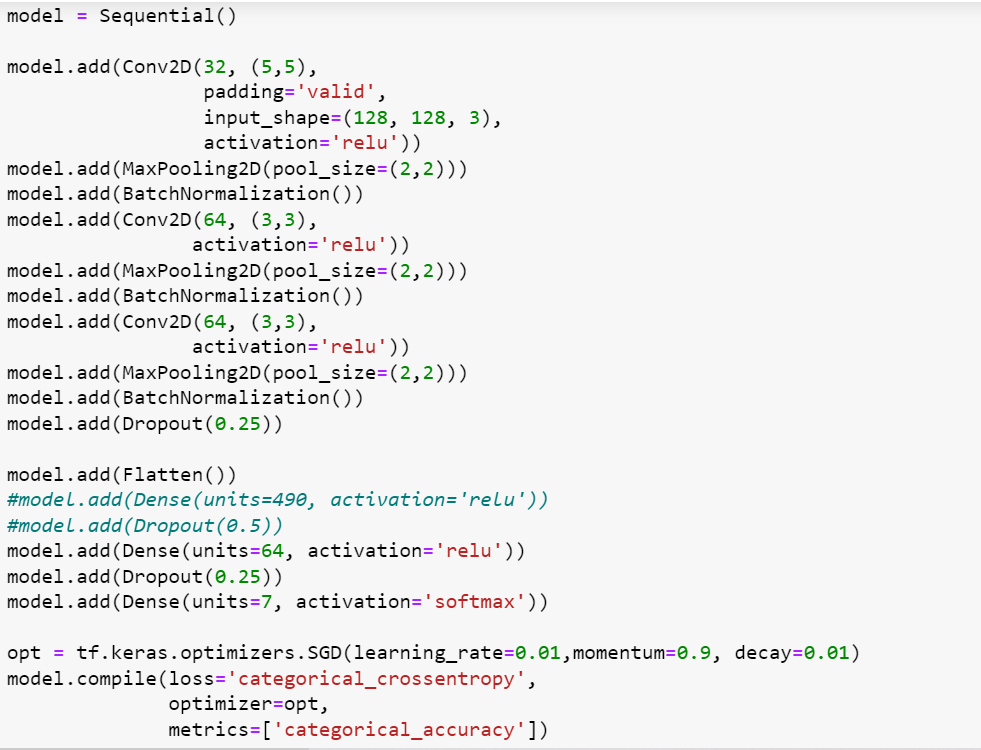 model = Sequential()
model.add(Conv2D(32, (5,5),
padding='valid',
input_shape=(128, 128, 3),
activation='relu'))
model.add(MaxPooling2D(pool_size=(2,2)))
model.add(BatchNormalization())
model.add(Conv2D(64, (3,3),
activation='relu'))
model.add(MaxPooling2D(pool_size=(2,2)))
model.add(BatchNormalization())
model.add(Conv2D(64, (3,3),
activation='relu'))
model.add(MaxPooling2D(pool_size=(2,2)))
model.add(BatchNormalization())
model.add(Dropout(0.25))
model.add(Flatten())
#model.add(Dense(units=490, activation='relu'))
#model.add(Dropout(0.5))
model.add(Dense(units=64, activation='relu'))
model.add(Dropout(0.25))
model.add(Dense(units=7, activation='softmax'))
opt = tf.keras.optimizers.SGD(learning_rate=0.01,momentum=0.9, decay=0.01)
model.compile(loss='categorical_crossentropy',
optimizer=opt,
metrics=['categorical_accuracy'])